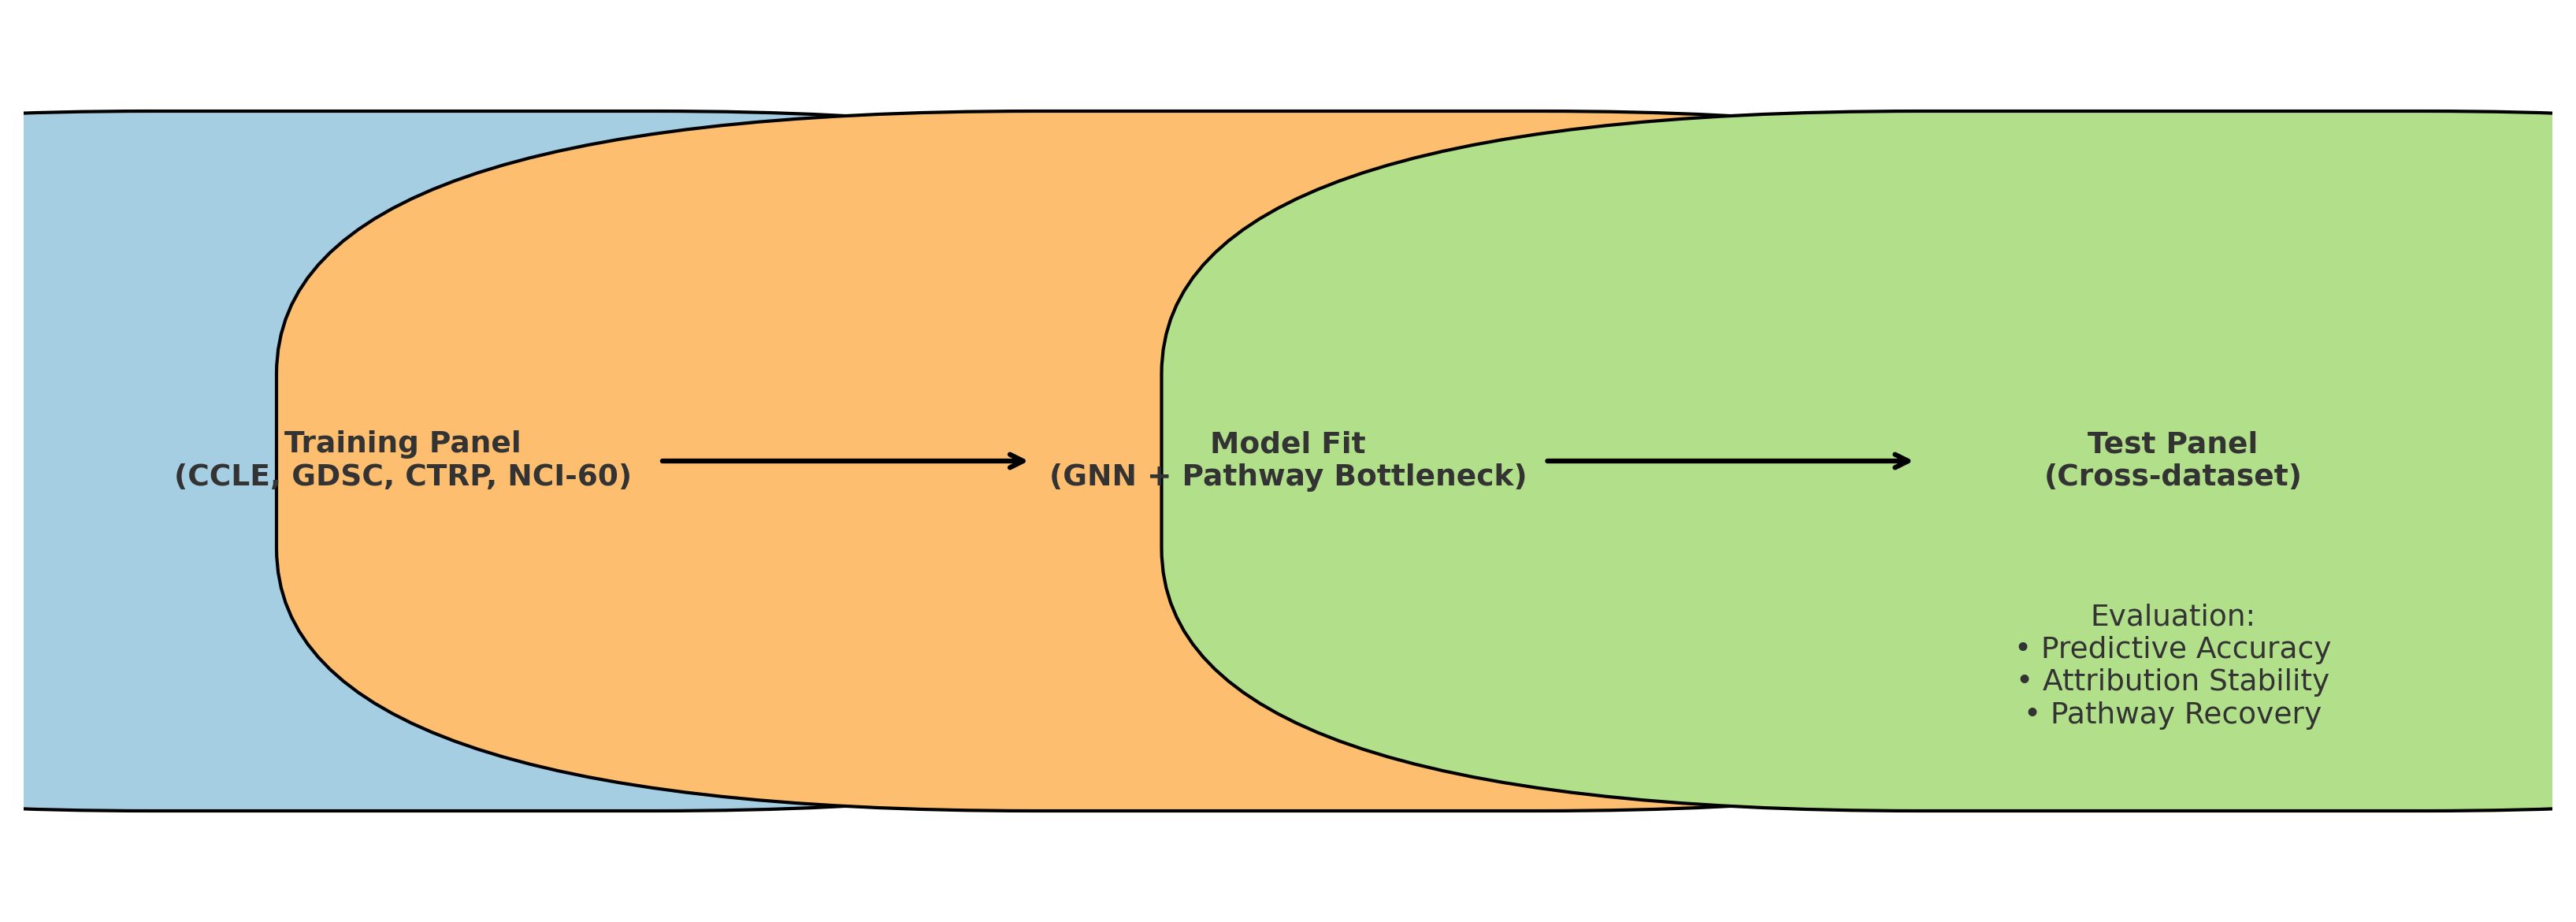 Training Panel
(CCLE, GDSC, CTRP, NCI-60)
Model Fit
(GNN + Pathway Bottleneck)
Test Panel
(Cross-dataset)
Evaluation:
• Predictive Accuracy
• Attribution Stability
• Pathway Recovery